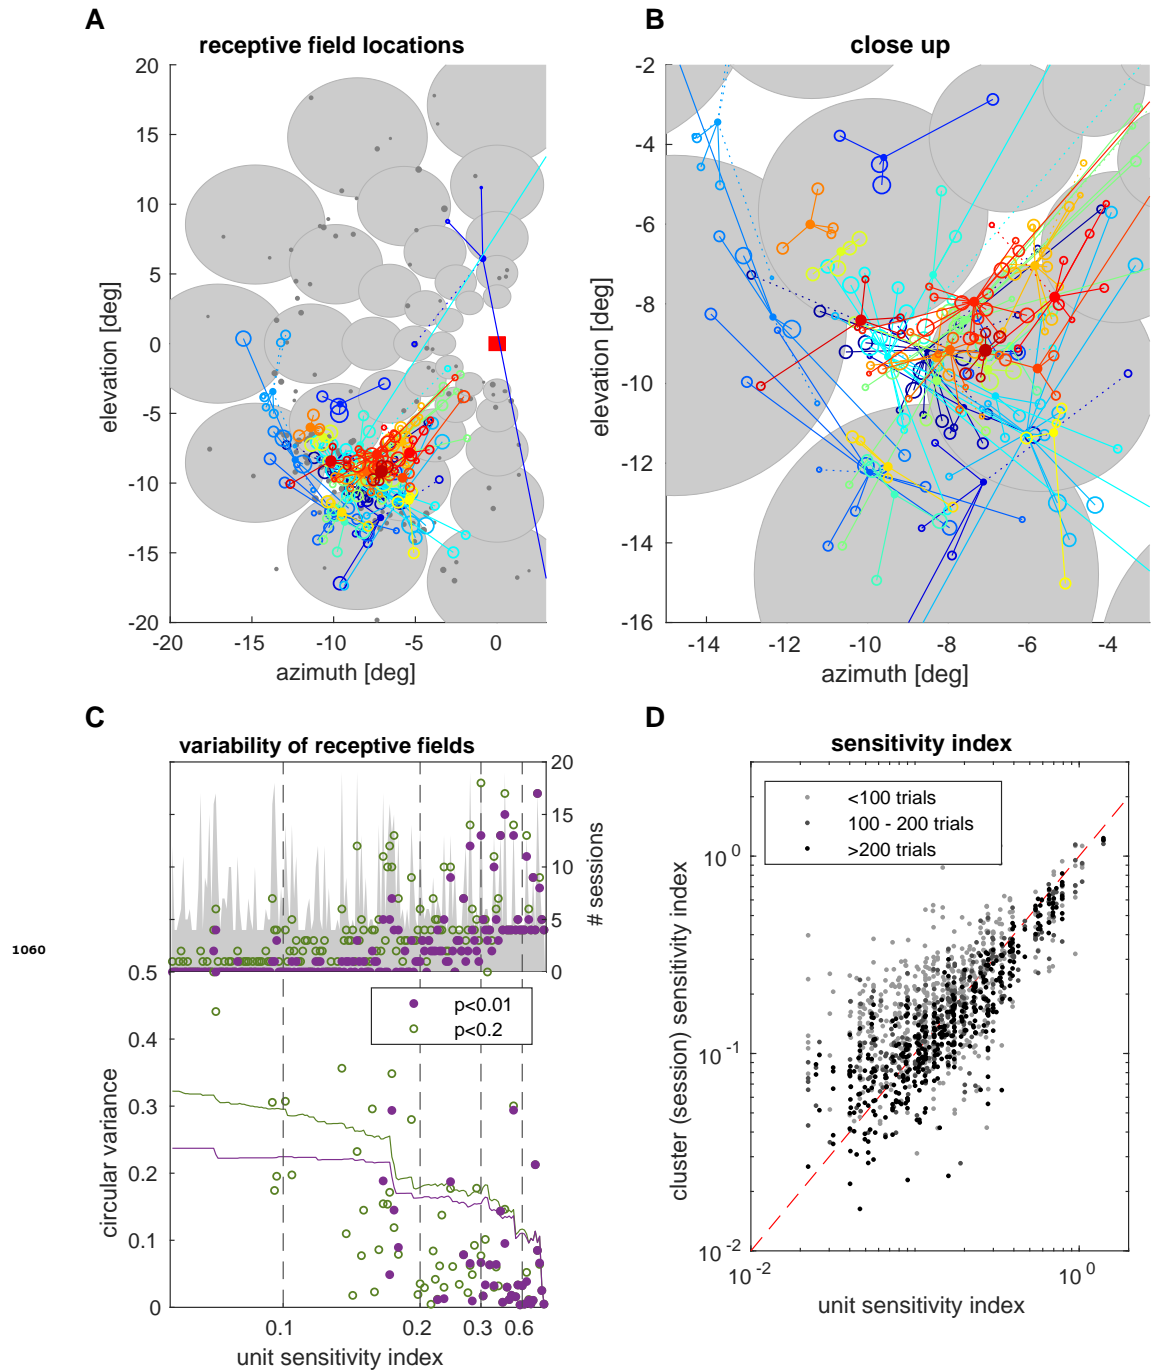 A
receptive field locations
20
15
10
5
0
-5
-10
-15
-20
elevation [deg]
-20
-15
-10
-5
0
azimuth [deg]
B
close up
-2
-4
-6
-8
-10
-12
-14
-16
elevation [deg]
-14
-12
-10
-8
-6
-4
azimuth [deg]
C
variability of receptive fields
20
15
10
5
0
# sessions
1060
0.5
0.4
0.3
0.2
0.1
0
circular variance
p<0.01
p<0.2
0.1
0.2
0.3
0.6
unit sensitivity index
D
sensitivity index
<100 trials
100 - 200 trials
>200 trials
10^0
10^-1
10^-2
cluster (session) sensitivity index
10^-2
10^0
unit sensitivity index